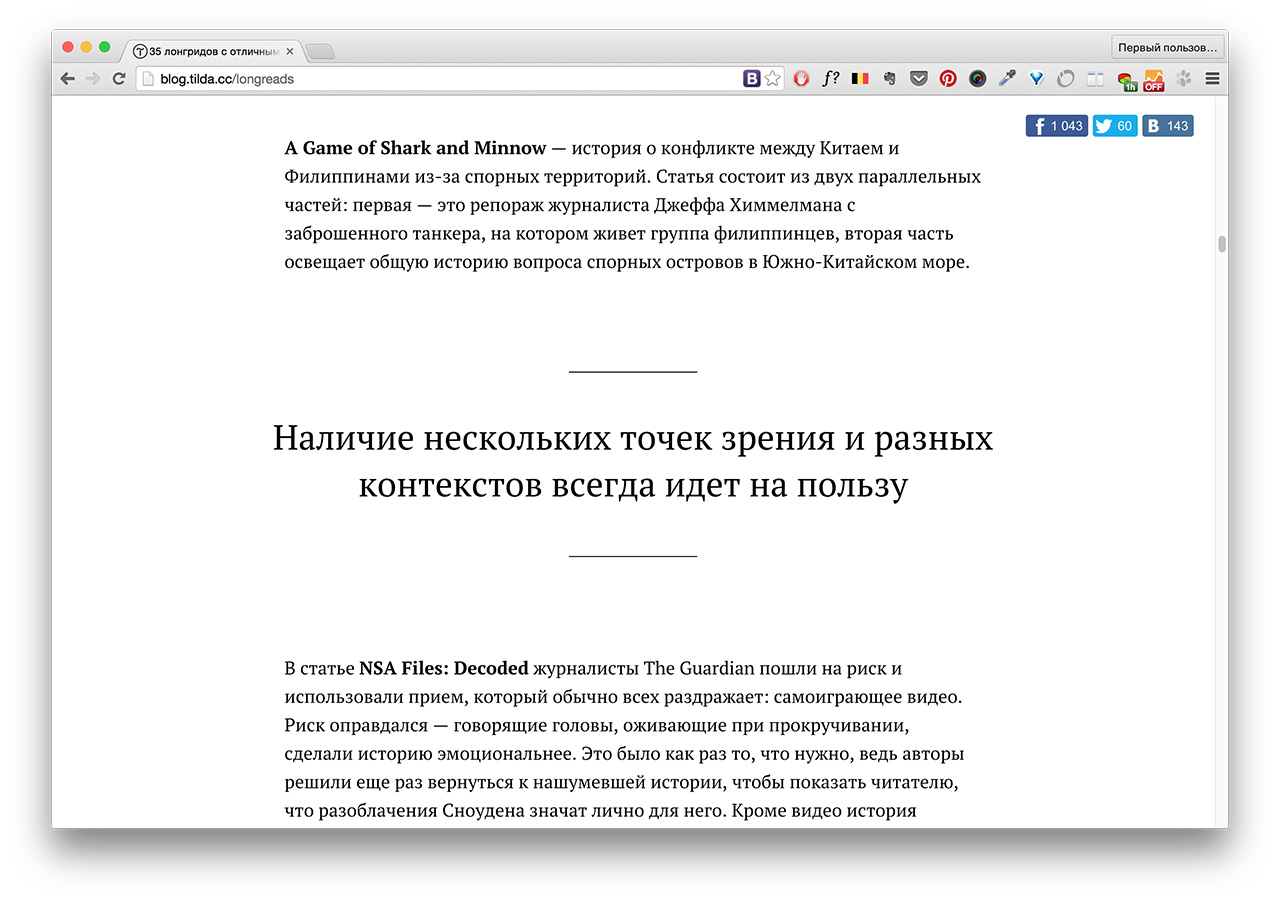 35 лонгридов с отличным
Первый пользов...
blog.tilda.cc/longreads
B
f?
1h
OFF
1 043
60
B 143
A Game of Shark and Minnow — история о конфликте между Китаем и
Филиппинами из-за спорных территорий. Статья состоит из двух параллельных
частей: первая — это репораж журналиста Джеффа Химмелмана с
заброшенного танкера, на котором живет группа филиппинцев, вторая часть
освещает общую историю вопроса спорных островов в Южно-Китайском море.
Наличие нескольких точек зрения и разных
контекстов всегда идет на пользу
В статье NSA Files: Decoded журналисты The Guardian пошли на риск и
использовали прием, который обычно всех раздражает: самоиграющее видео.
Риск оправдался — говорящие головы, оживающие при прокручивании,
сделали историю эмоциональнее. Это было как раз то, что нужно, ведь авторы
решили еще раз вернуться к нашумевшей истории, чтобы показать читателю,
что разоблачения Сноудена значат лично для него. Кроме видео история